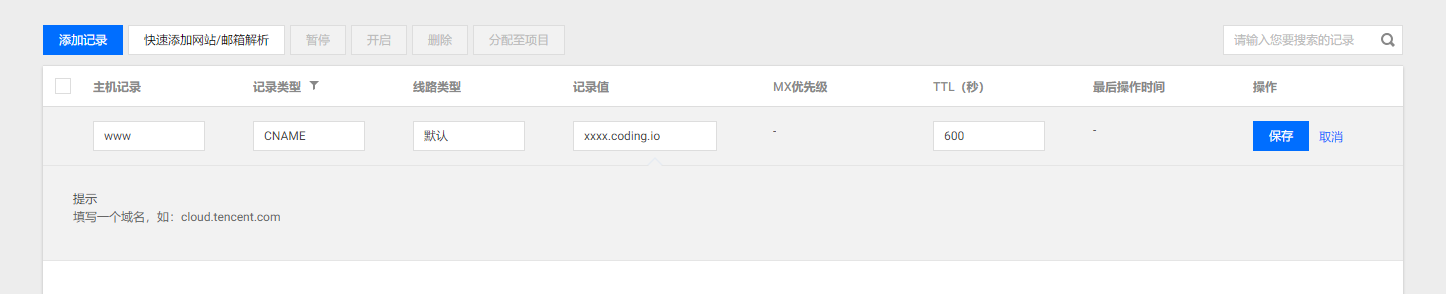 添加记录 快速添加网站/邮箱解析 暂停 开启 删除 分配至项目 请输入您要搜索的记录
主机记录 记录类型 线路类型 记录值 MX优先级 TTL（秒） 最后操作时间 操作
www CNAME 默认 xxxx.coding.io - 600 - 保存 取消
提示
填写一个域名，如：cloud.tencent.com